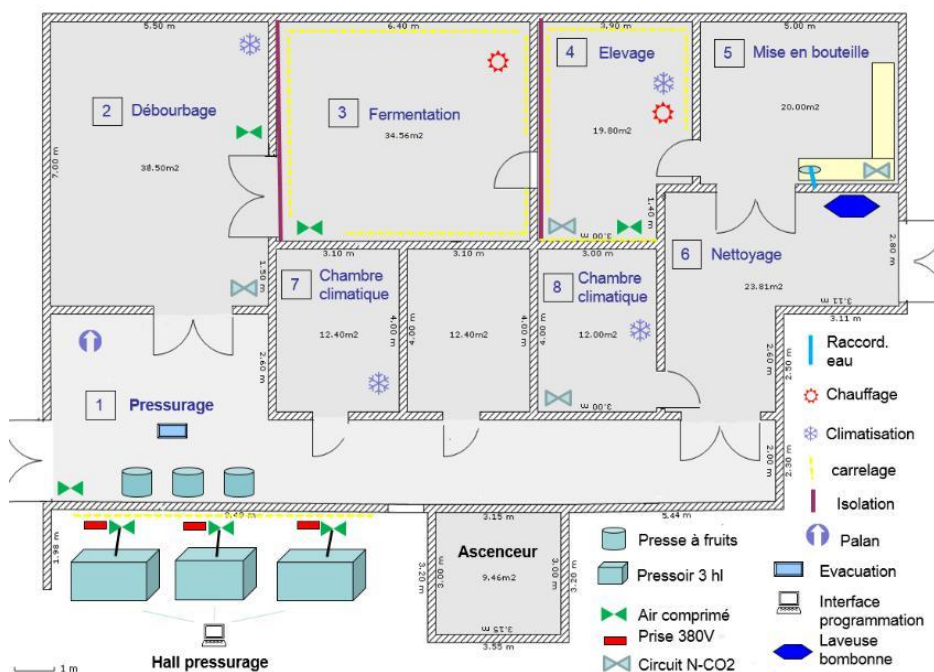 5.50 m
6.40 m
3.90 m
5.00 m
4
Elevage
5
Mise en bouteille
2
Débourbage
3
Fermentation
20.00m2
34.56m2
19.80m2
7.00 m
38.50m2
1.40 m
3.00 m
1.50 m
3.10 m
3.10 m
3.00 m
6
Nettoyage
2.80 m
7
Chambre
climatique
8
Chambre
climatique
23.81m2
3.11 m
3.11 m
12.40m2
4.00 m
4.00 m
12.40m2
4.00 m
12.00m2
2.60 m
2.60 m
2.50 m
Raccord.
eau
Chauffage
1
Pressurage
3.00 m
Climatisation
2.00 m
2.30 m
carrelage
Isolation
3.15 m
5.44 m
1.98 m
Ascenceur
9.46m2
3.20 m
3.00 m
3.00 m
3.20 m
3.15 m
3.55 m
Presse à fruits
Palan
Pressoir 3 hl
Evacuation
Air comprimé
Interface
programmation
Prise 380V
Laveuse
bombonne
Circuit N-CO2
Hall pressurage
1 m